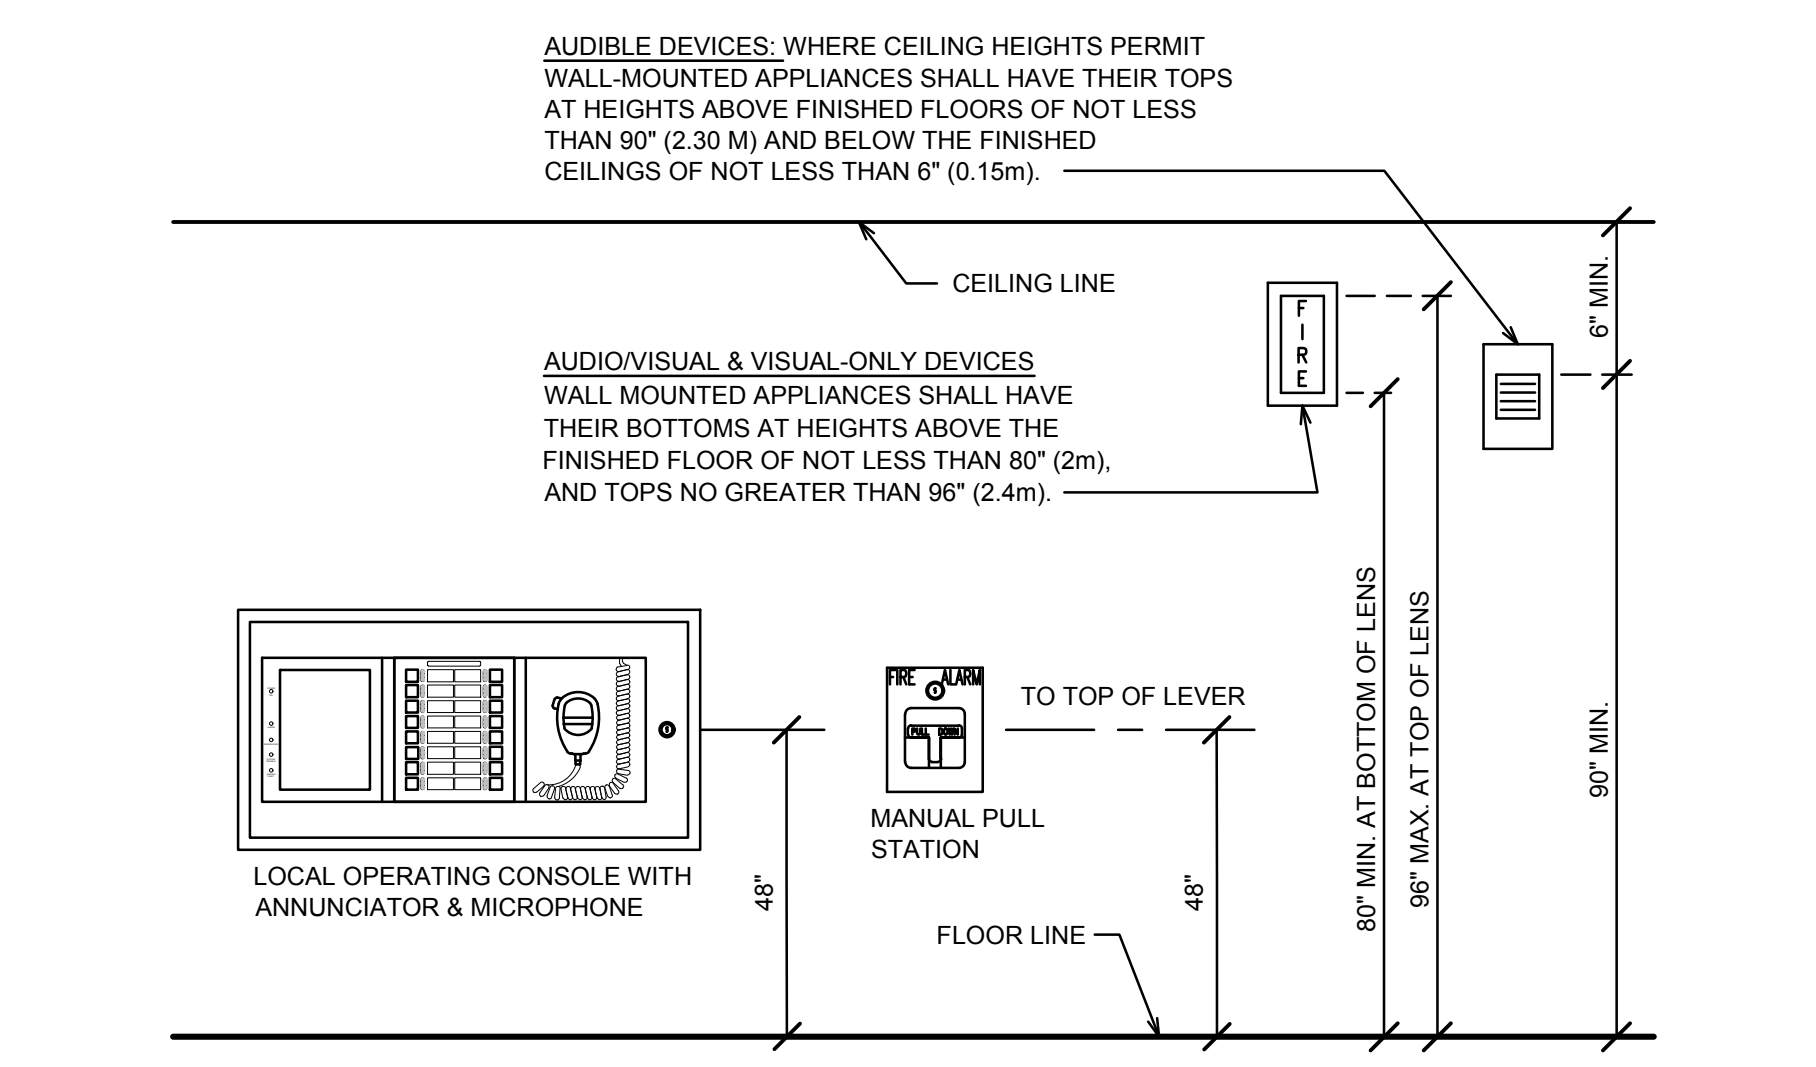 AUDIBLE DEVICES: WHERE CEILING HEIGHTS PERMIT
WALL-MOUNTED APPLIANCES SHALL HAVE THEIR TOPS
AT HEIGHTS ABOVE FINISHED FLOORS OF NOT LESS
THAN 90" (2.30 M) AND BELOW THE FINISHED
CEILINGS OF NOT LESS THAN 6" (0.15m).
CEILING LINE
6" MIN.
FIRE
AUDIO/VISUAL & VISUAL-ONLY DEVICES
WALL MOUNTED APPLIANCES SHALL HAVE
THEIR BOTTOMS AT HEIGHTS ABOVE THE
FINISHED FLOOR OF NOT LESS THAN 80" (2m),
AND TOPS NO GREATER THAN 96" (2.4m).
FIRE ALARM
PULL DOWN
TO TOP OF LEVER
MANUAL PULL
STATION
LOCAL OPERATING CONSOLE WITH
ANNUNCIATOR & MICROPHONE
48"
48"
80" MIN. AT BOTTOM OF LENS
96" MAX. AT TOP OF LENS
90" MIN.
FLOOR LINE